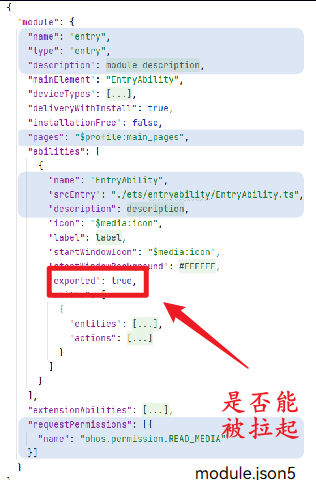 {
"module": {
"name": "entry",
"type": "entry",
"description": module description,
"mainElement": "EntryAbility",
"deviceTypes": [...],
"deliveryWithInstall": true,
"installationFree": false,
"pages": "$profile:main_pages",
"abilities": [
{
"name": "EntryAbility",
"srcEntry": "./ets/entryability/EntryAbility.ts",
"description": description,
"icon": "$media:icon",
"label": label,
"startWindowIcon": "$media:icon",
"startWindowBackground": #FFFFFF,
"exported": true,
{
"entities": [...],
"actions": [...]
}
]
}
],
"extensionAbilities": [...],
"requestPermissions": [{
"name": "ohos.permission.READ_MEDIA"
}]
是否能
被拉起
module.json5